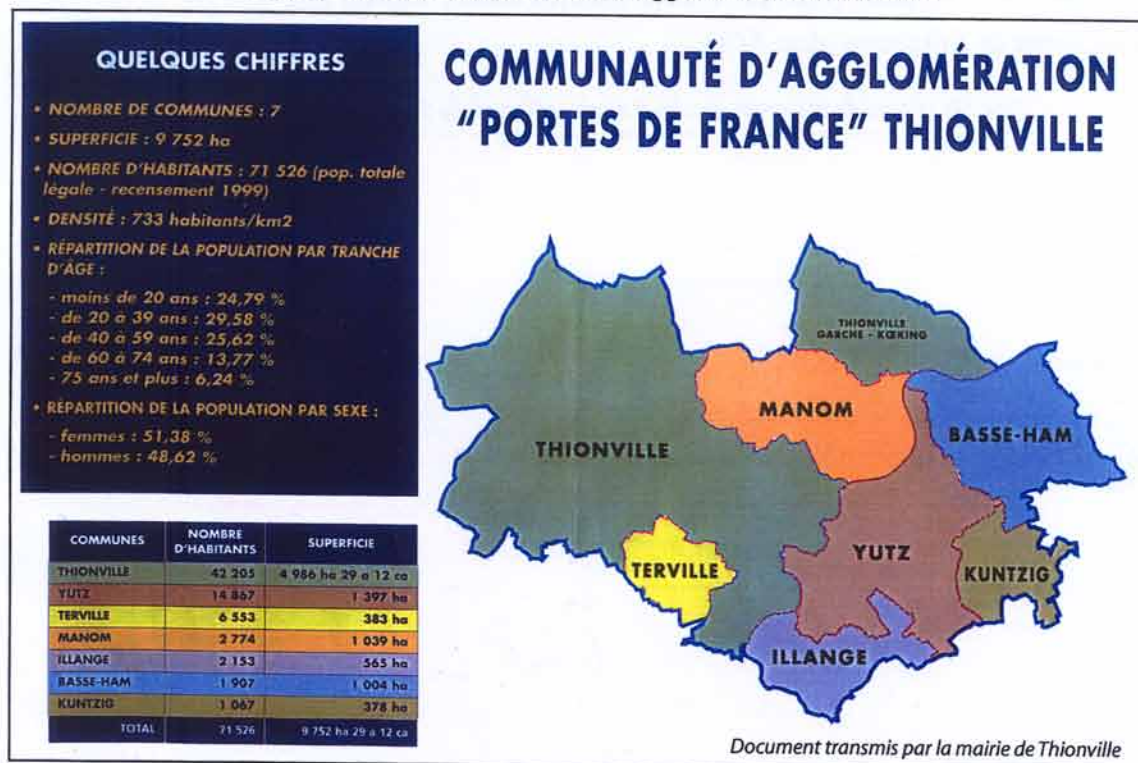 QUELQUES CHIFFRES
• NOMBRE DE COMMUNES : 7
• SUPERFICIE : 9 752 ha
• NOMBRE D'HABITANTS : 71 526 (pop. totale
légale - recensement 1999)
• DENSITÉ : 733 habitants/km2
• RÉPARTITION DE LA POPULATION PAR TRANCHE
D'ÂGE :
- moins de 20 ans : 24,79 %
- de 20 à 39 ans : 29,58 %
- de 40 à 59 ans : 25,62 %
- de 60 à 74 ans : 13,77 %
- 75 ans et plus : 6,24 %
• RÉPARTITION DE LA POPULATION PAR SEXE :
- femmes : 51,38 %
- hommes : 48,62 %
COMMUNES NOMBRE D'HABITANTS SUPERFICIE
THIONVILLE 42 205 4 986 ha 29 a 12 ca
YUTZ 14 867 1 397 ha
TERVILLE 6 553 383 ha
MANOM 2 774 1 039 ha
ILLANGE 2 153 565 ha
BASSE-HAM 1 907 1 004 ha
KUNTZIG 1 067 378 ha
TOTAL 71 526 9 752 ha 29 a 12 ca
COMMUNAUTÉ D'AGGLOMÉRATION
"PORTES DE FRANCE" THIONVILLE
THIONVILLE
GARCHE - KŒKING
MANOM
BASSE-HAM
THIONVILLE
YUTZ
TERVILLE
KUNTZIG
ILLANGE
Document transmis par la mairie de Thionville